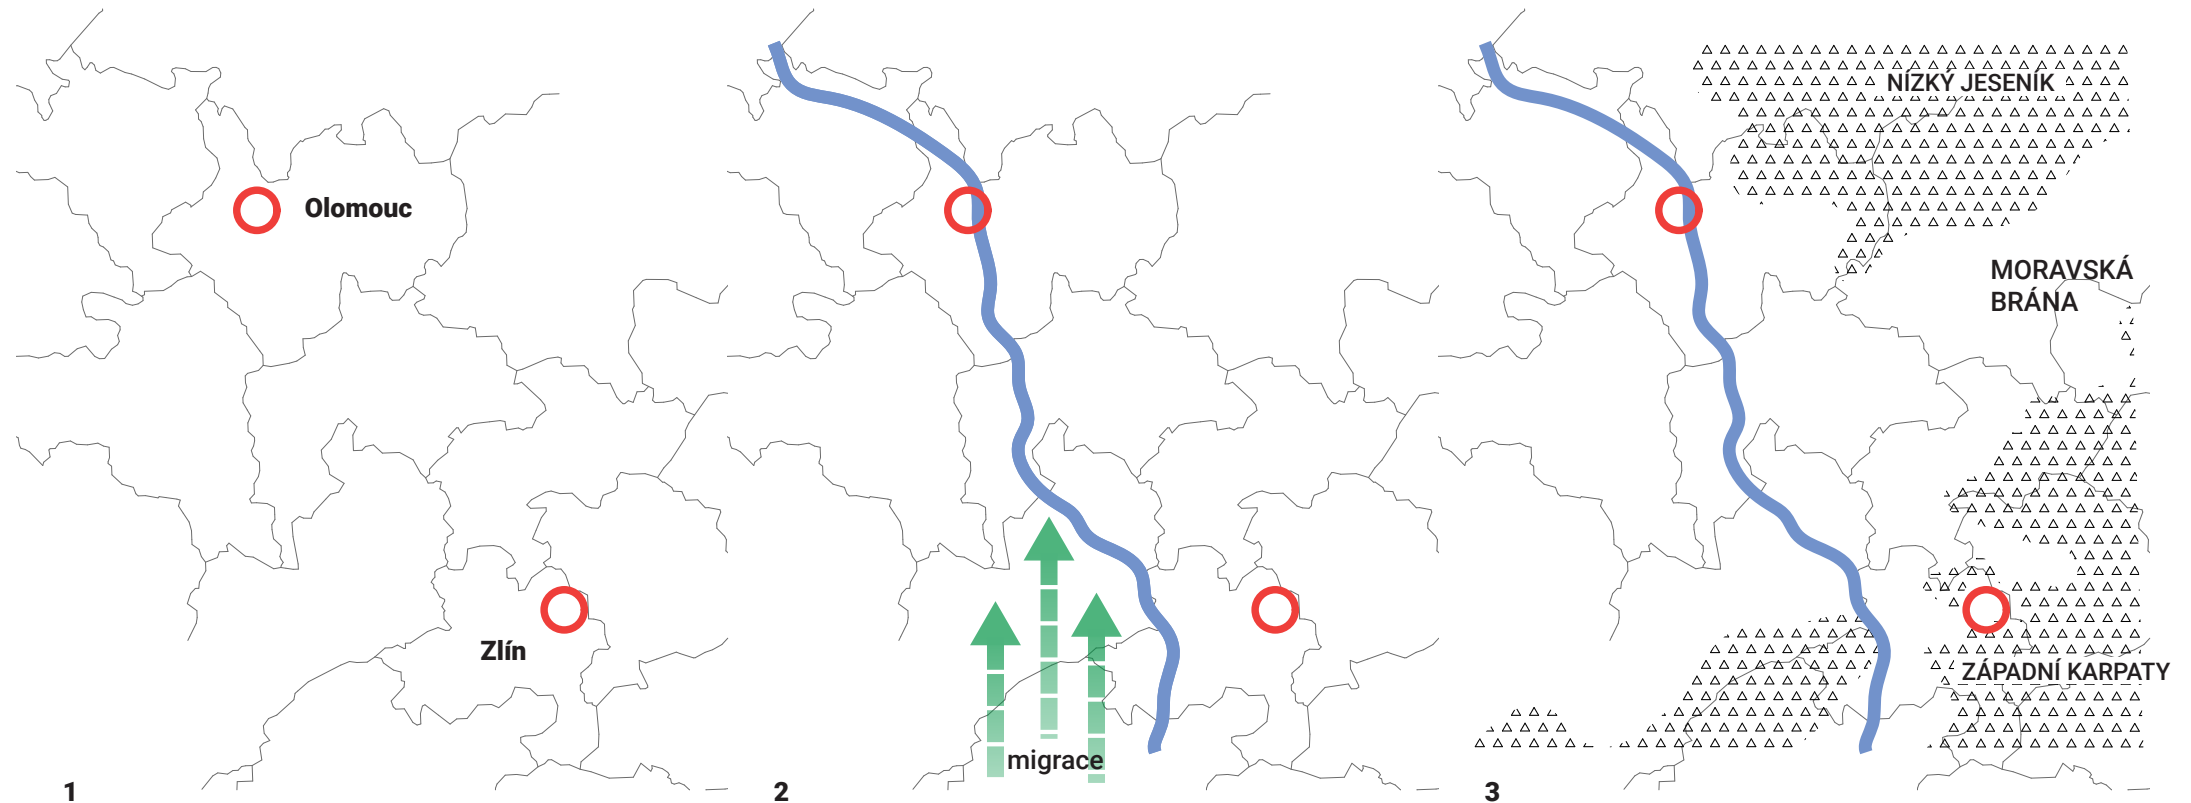 Olomouc
Zlín
1
migrace
2
NÍZKÝ JESENÍK
MORAVSKÁ
BRÁNA
ZÁPADNÍ KARPATY
3